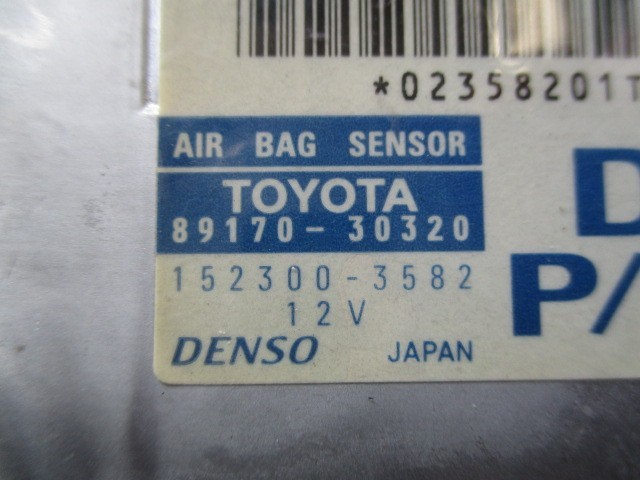 *02358201T
AIR BAG SENSOR
TOYOTA
89170-30320
152300-3582
12V
DENSO JAPAN
D
P/